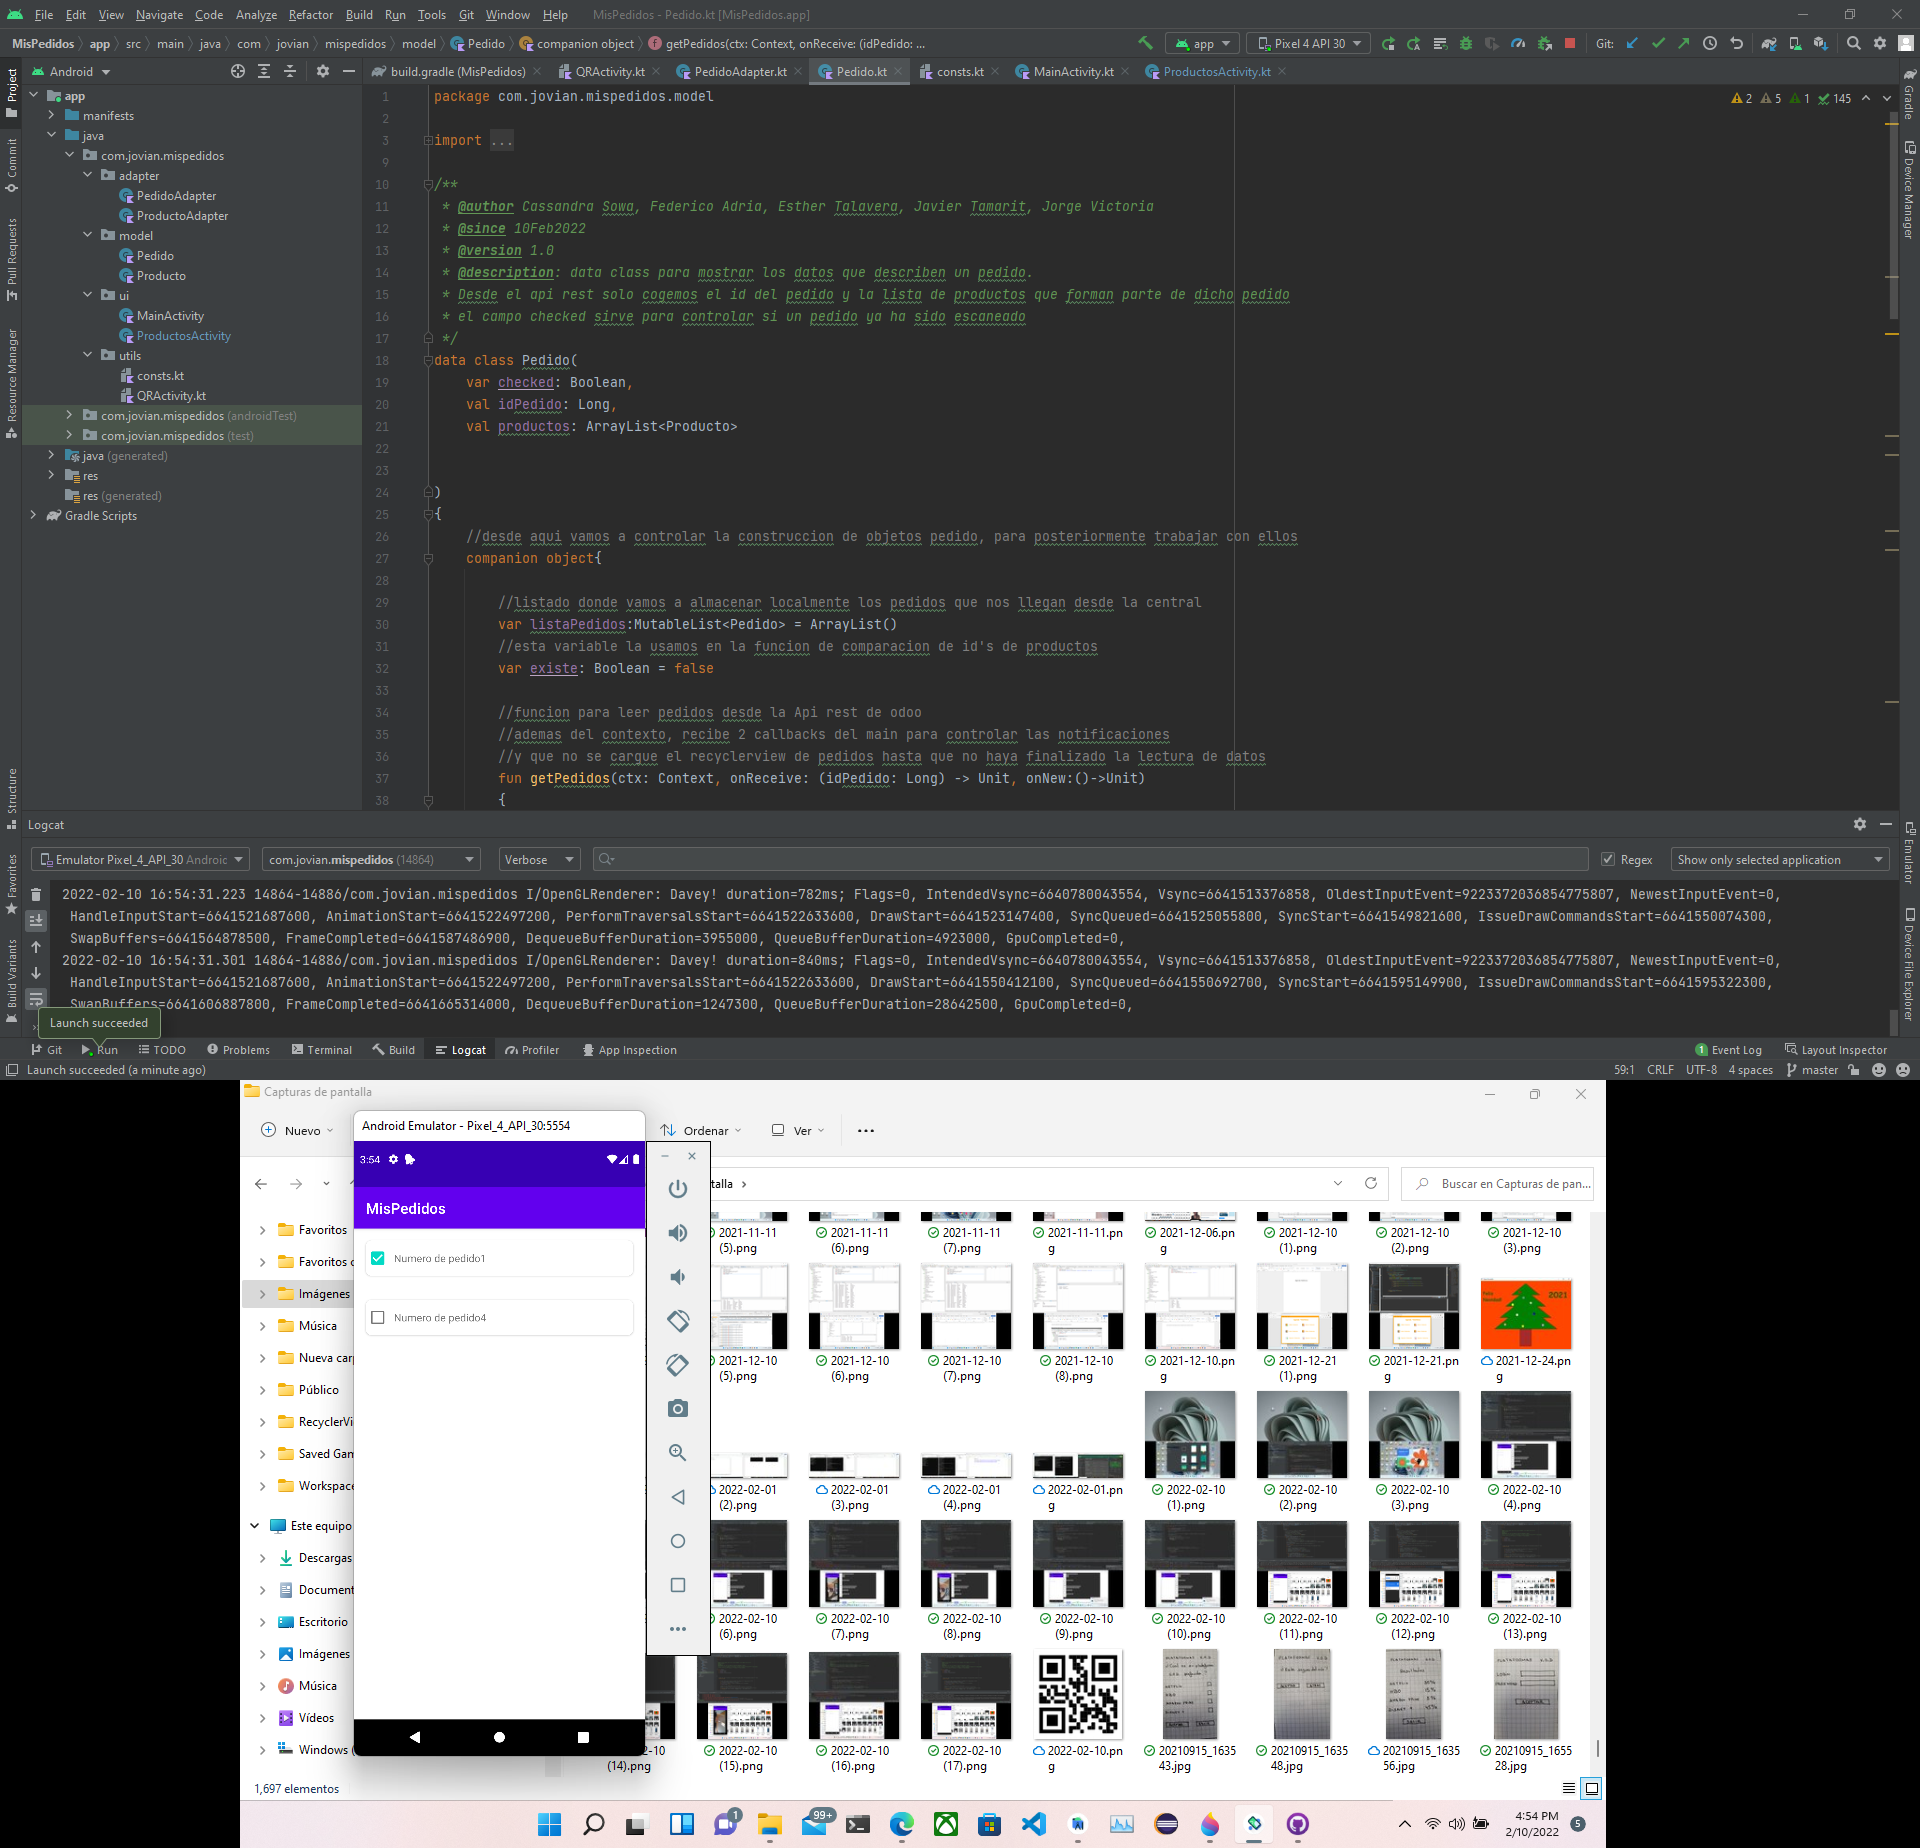 File Edit View Navigate Code Analyze Refactor Build Run Tools Git Window Help MisPedidos - Pedido.kt [MisPedidos.app]
MisPedidos app src main java com jovian mispedidos model Pedido companion object getPedidos(ctx: Context, onReceive: (idPedido: ... app Pixel 4 API 30 Git:
Android
build.gradle (MisPedidos) QRActivity.kt PedidoAdapter.kt Pedido.kt consts.kt MainActivity.kt ProductosActivity.kt
Project
Commit
Pull Requests
Resource Manager
Structure
Favorites
Build Variants
app
manifests
java
com.jovian.mispedidos
adapter
PedidoAdapter
ProductoAdapter
model
Pedido
Producto
ui
MainActivity
ProductosActivity
utils
consts.kt
QRActivity.kt
com.jovian.mispedidos (androidTest)
com.jovian.mispedidos (test)
java (generated)
res
res (generated)
Gradle Scripts
2 5 1 145
1 package com.jovian.mispedidos.model
2
3 import ...
9
10 /**
11 * @author Cassandra Sowa, Federico Adria, Esther Talavera, Javier Tamarit, Jorge Victoria
12 * @since 10Feb2022
13 * @version 1.0
14 * @description: data class para mostrar los datos que describen un pedido.
15 * Desde el api rest solo cogemos el id del pedido y la lista de productos que forman parte de dicho pedido
16 * el campo checked sirve para controlar si un pedido ya ha sido escaneado
17 */
18 data class Pedido(
19 var checked: Boolean,
20 val idPedido: Long,
21 val productos: ArrayList<Producto>
22
23
24 )
25 {
26 //desde aqui vamos a controlar la construccion de objetos pedido, para posteriormente trabajar con ellos
27 companion object{
28
29 //listado donde vamos a almacenar localmente los pedidos que nos llegan desde la central
30 var listaPedidos:MutableList<Pedido> = ArrayList()
31 //esta variable la usamos en la funcion de comparacion de id's de productos
32 var existe: Boolean = false
33
34 //funcion para leer pedidos desde la Api rest de odoo
35 //ademas del contexto, recibe 2 callbacks del main para controlar las notificaciones
36 //y que no se cargue el recyclerview de pedidos hasta que no haya finalizado la lectura de datos
37 fun getPedidos(ctx: Context, onReceive: (idPedido: Long) -> Unit, onNew:()->Unit)
38 {
Gradle
Device Manager
Emulator
Device File Explorer
Logcat
Emulator Pixel_4_API_30 Androic com.jovian.mispedidos (14864) Verbose Regex Show only selected application
2022-02-10 16:54:31.223 14864-14886/com.jovian.mispedidos I/OpenGLRenderer: Davey! duration=782ms; Flags=0, IntendedVsync=6640780043554, Vsync=6641513376858, OldestInputEvent=9223372036854775807, NewestInputEvent=0,
HandleInputStart=6641521687600, AnimationStart=6641522497200, PerformTraversalsStart=6641522633600, DrawStart=6641523147400, SyncQueued=6641525055800, SyncStart=6641549821600, IssueDrawCommandsStart=6641550074300,
SwapBuffers=6641564878500, FrameCompleted=6641587486900, DequeueBufferDuration=3955000, QueueBufferDuration=4923000, GpuCompleted=0,
2022-02-10 16:54:31.301 14864-14886/com.jovian.mispedidos I/OpenGLRenderer: Davey! duration=840ms; Flags=0, IntendedVsync=6640780043554, Vsync=6641513376858, OldestInputEvent=9223372036854775807, NewestInputEvent=0,
HandleInputStart=6641521687600, AnimationStart=6641522497200, PerformTraversalsStart=6641522633600, DrawStart=6641550412100, SyncQueued=6641550692700, SyncStart=6641595149900, IssueDrawCommandsStart=6641595322300,
SwapBuffers=6641606887800, FrameCompleted=6641665314000, DequeueBufferDuration=1247300, QueueBufferDuration=28642500, GpuCompleted=0,
Launch succeeded
Git Run TODO Problems Terminal Build Logcat Profiler App Inspection 1 Event Log Layout Inspector
Launch succeeded (a minute ago) 59:1 CRLF UTF-8 4 spaces master
Capturas de pantalla
Nuevo Ordenar Ver
talla
Buscar en Capturas de pan...
Favoritos
Favoritos c
Imágenes
Música
Nueva carp
Público
RecyclerVi
Saved Gam
Workspace
Este equipo
Descargas
Document
Escritorio
Imágenes
Música
Vídeos
Windows (
Android Emulator - Pixel_4_API_30:5554
3:54
MisPedidos
Numero de pedido1
Numero de pedido4
2021-11-11 (5).png 2021-11-11 (6).png 2021-11-11 (7).png 2021-11-11.png 2021-12-06.png 2021-12-10 (1).png 2021-12-10 (2).png 2021-12-10 (3).png
2021-12-10 (5).png 2021-12-10 (6).png 2021-12-10 (7).png 2021-12-10 (8).png 2021-12-10.png 2021-12-21 (1).png 2021-12-21.png 2021-12-24.png
2021
2022-02-01 (2).png 2022-02-01 (3).png 2022-02-01 (4).png 2022-02-01.png 2022-02-10 (1).png 2022-02-10 (2).png 2022-02-10 (3).png 2022-02-10 (4).png
2022-02-10 (6).png 2022-02-10 (7).png 2022-02-10 (8).png 2022-02-10 (9).png 2022-02-10 (10).png 2022-02-10 (11).png 2022-02-10 (12).png 2022-02-10 (13).png
2-10 (14).png 2022-02-10 (15).png 2022-02-10 (16).png 2022-02-10 (17).png 2022-02-10.png 20210915_163543.jpg 20210915_163548.jpg 20210915_163556.jpg 20210915_165528.jpg
1,697 elementos
1 99+
4:54 PM
2/10/2022
5